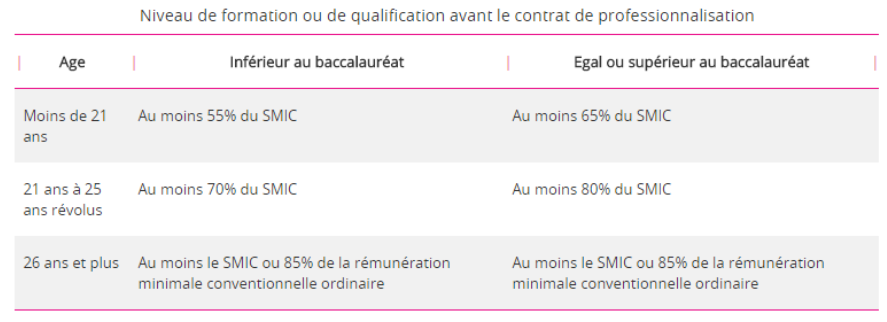 Niveau de formation ou de qualification avant le contrat de professionnalisation
Age | Inférieur au baccalauréat | Egal ou supérieur au baccalauréat
Moins de 21 ans | Au moins 55% du SMIC | Au moins 65% du SMIC
21 ans à 25 ans révolus | Au moins 70% du SMIC | Au moins 80% du SMIC
26 ans et plus | Au moins le SMIC ou 85% de la rémunération minimale conventionnelle ordinaire | Au moins le SMIC ou 85% de la rémunération minimale conventionnelle ordinaire